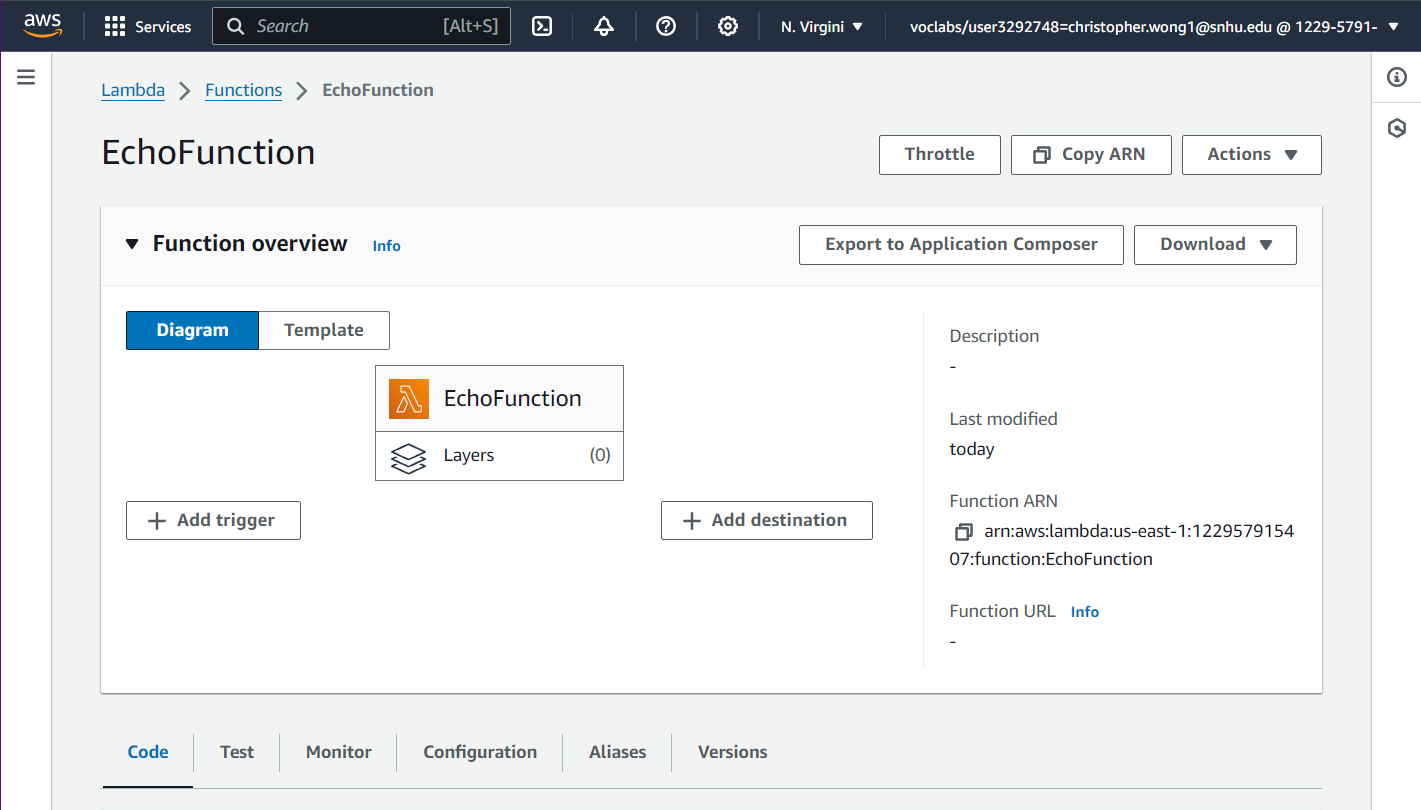 aws
Services
Search
[Alt+S]
N. Virgini
voclabs/user3292748=christopher.wong1@snhu.edu @ 1229-5791-
Lambda
Functions
EchoFunction
EchoFunction
Throttle
Copy ARN
Actions
Function overview
Info
Export to Application Composer
Download
Diagram
Template
EchoFunction
Layers
(0)
Add trigger
Add destination
Description
-
Last modified
today
Function ARN
arn:aws:lambda:us-east-1:1229579154
07:function:EchoFunction
Function URL
Info
-
Code
Test
Monitor
Configuration
Aliases
Versions